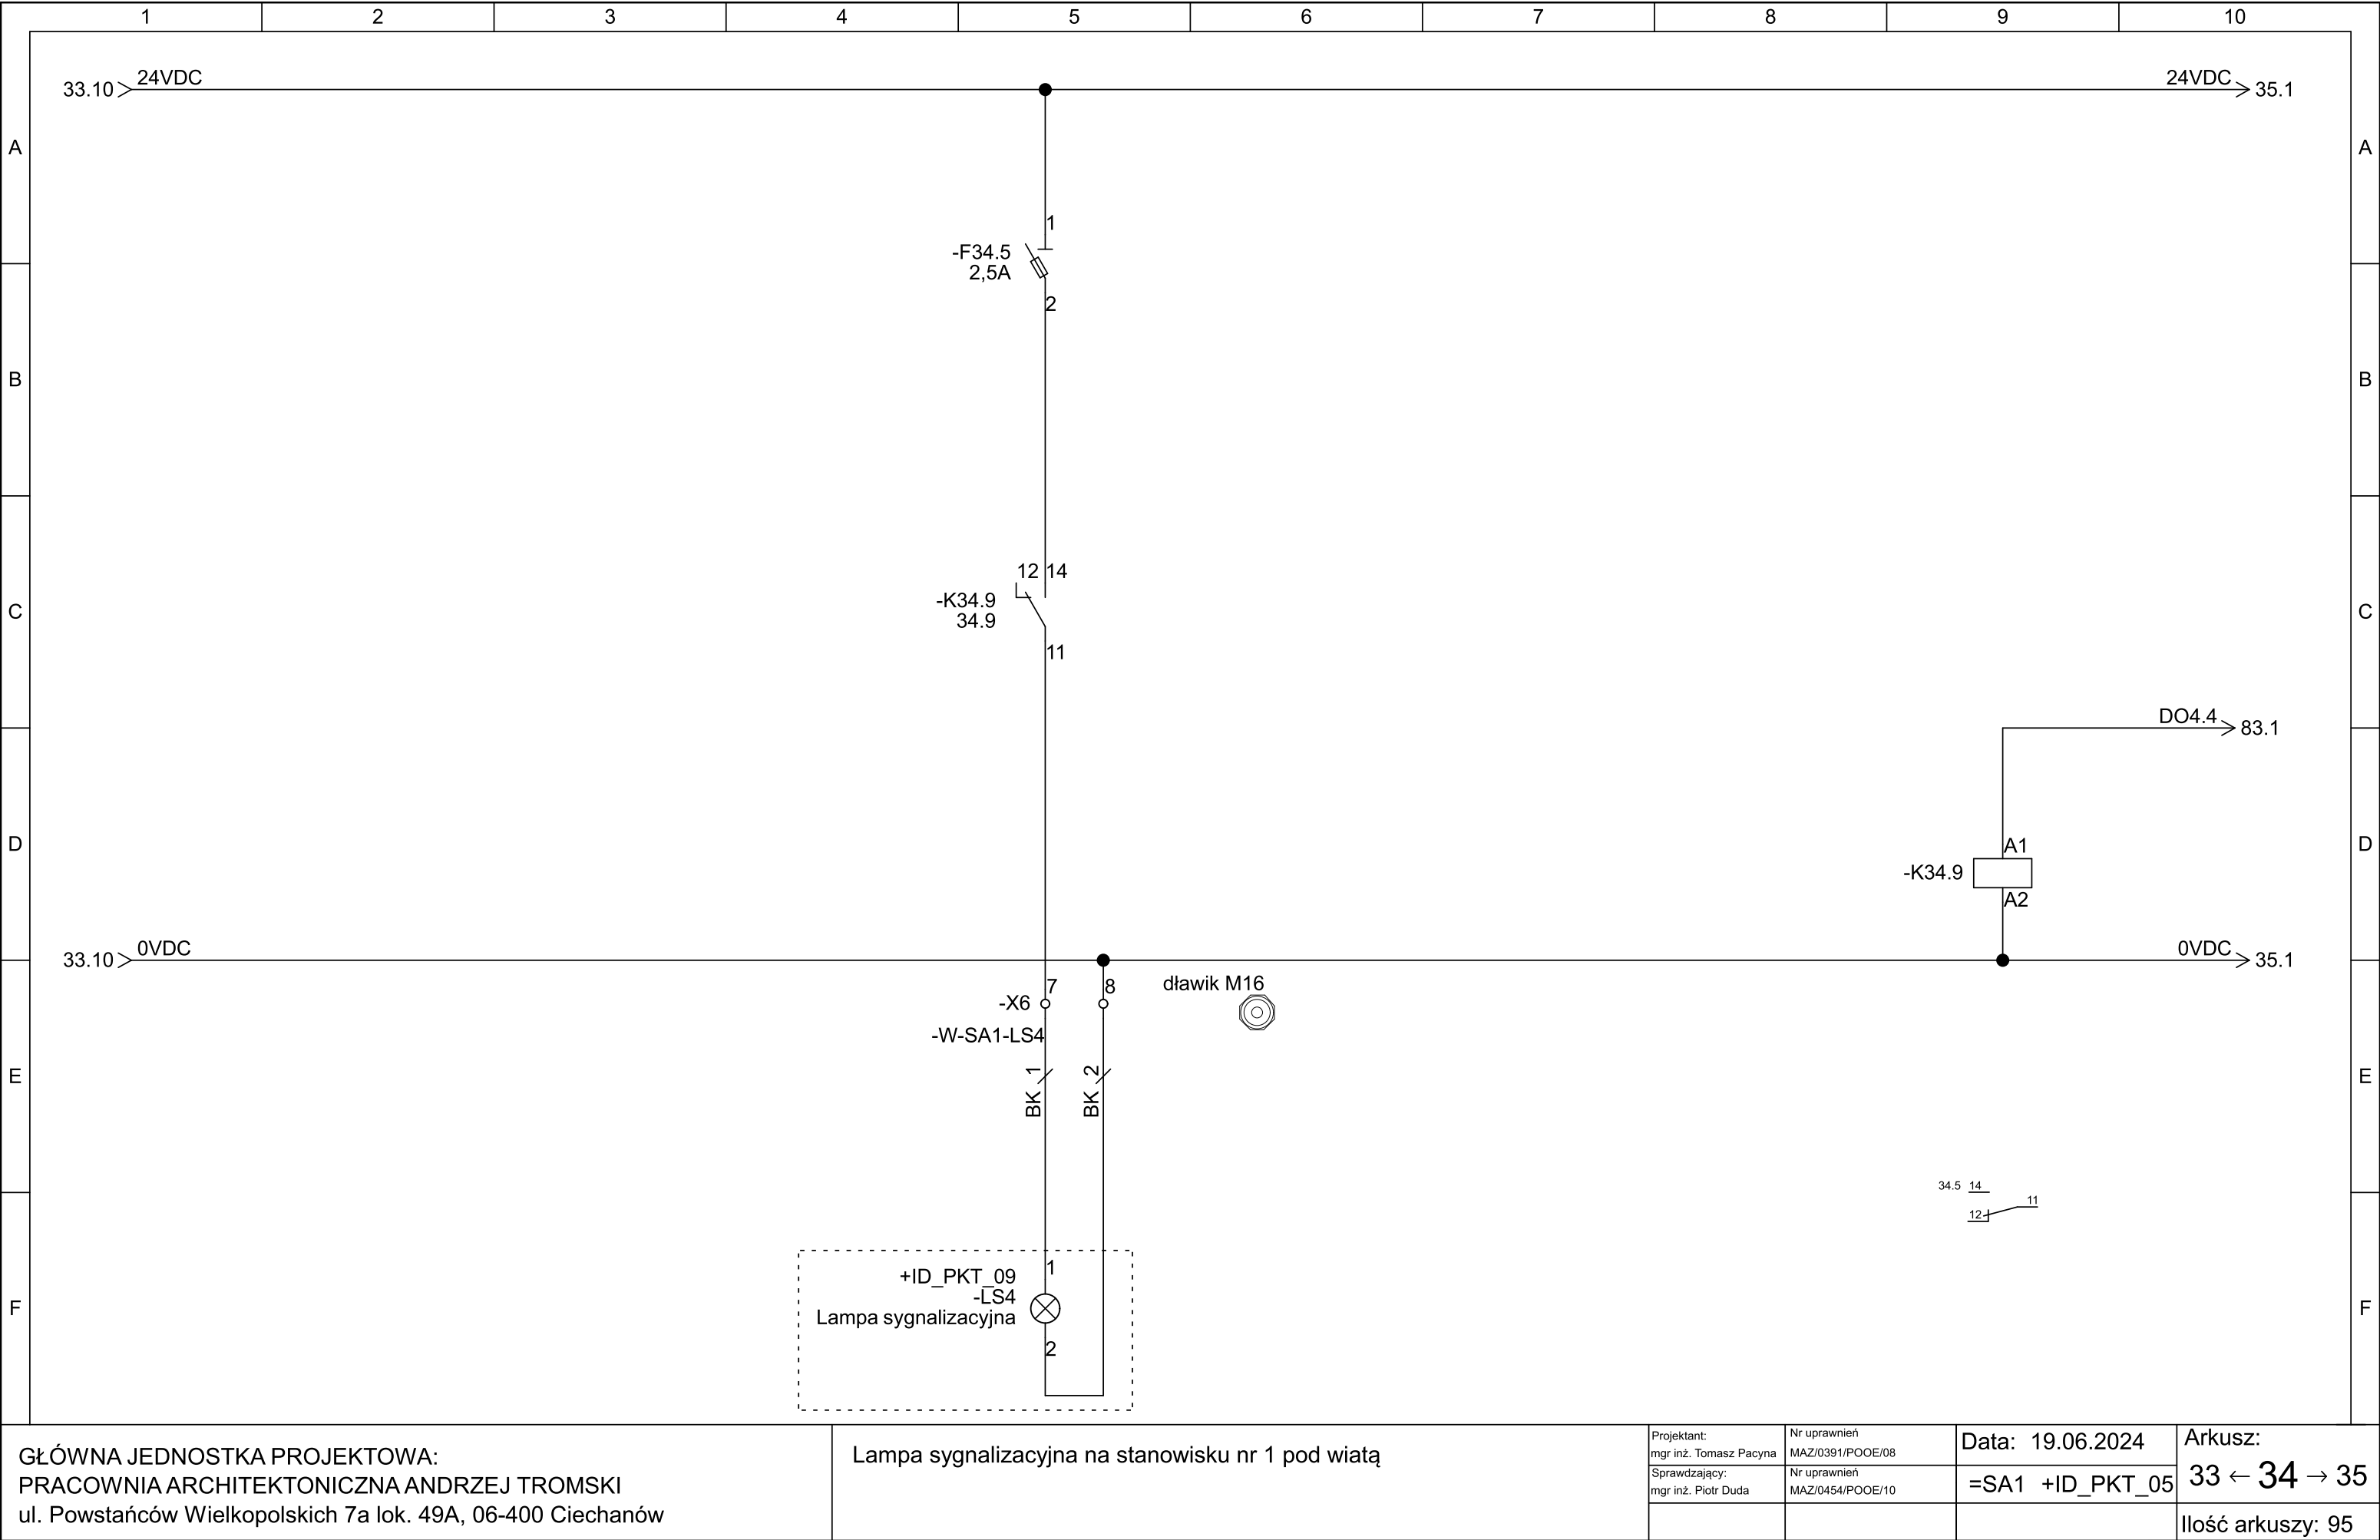 1 2 3 4 5 6 7 8 9 10
33.10 24VDC
24VDC 35.1
A
A
1
-F34.5
2,5A
2
B
B
12 14
-K34.9
34.9
11
C
C
DO4.4 83.1
D
D
A1
-K34.9
A2
33.10 0VDC
0VDC 35.1
7 8 dławik M16
-X6
-W-SA1-LS4
BK 1
BK 2
E
E
34.5 14
11
12
+ID_PKT_09 1
-LS4
Lampa sygnalizacyjna
2
F
F
GŁÓWNA JEDNOSTKA PROJEKTOWA:
PRACOWNIA ARCHITEKTONICZNA ANDRZEJ TROMSKI
ul. Powstańców Wielkopolskich 7a lok. 49A, 06-400 Ciechanów
Lampa sygnalizacyjna na stanowisku nr 1 pod wiatą
Projektant:
mgr inż. Tomasz Pacyna
Nr uprawnień
MAZ/0391/POOE/08
Sprawdzający:
mgr inż. Piotr Duda
Nr uprawnień
MAZ/0454/POOE/10
Data: 19.06.2024
=SA1 +ID_PKT_05
Arkusz:
33 ← 34 → 35
Ilość arkuszy: 95